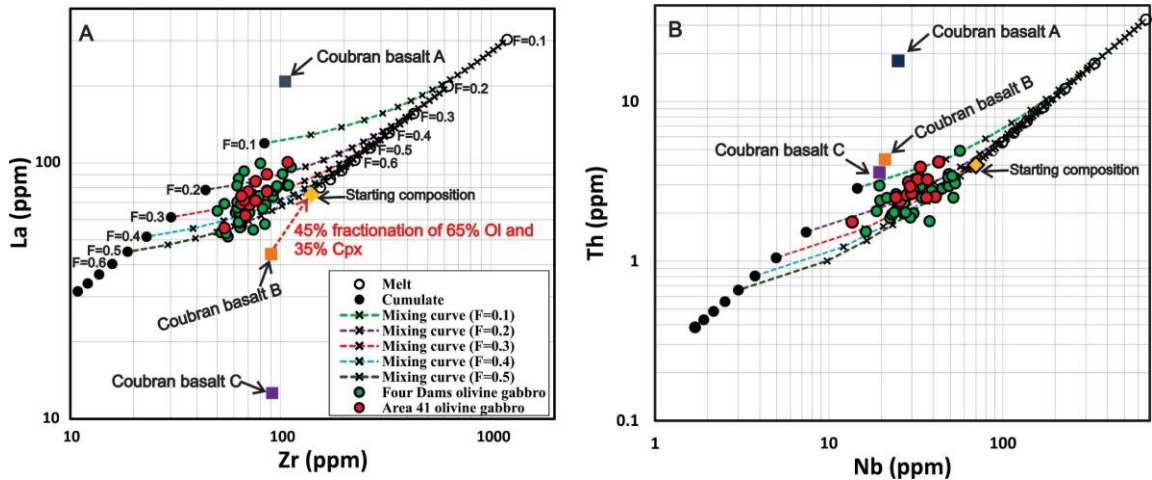 A
La (ppm)
100
10
10
100
1000
Zr (ppm)
Coubran basalt A
F=0.1
F=0.2
F=0.3
F=0.4
F=0.5
F=0.6
F=0.1
F=0.2
F=0.3
F=0.4
F=0.5
F=0.6
Starting composition
45% fractionation of 65% Ol and
35% Cpx
Coubran basalt B
Coubran basalt C
Melt
Cumulate
Mixing curve (F=0.1)
Mixing curve (F=0.2)
Mixing curve (F=0.3)
Mixing curve (F=0.4)
Mixing curve (F=0.5)
Four Dams olivine gabbro
Area 41 olivine gabbro
B
Th (ppm)
10
1
0.1
1
10
100
Nb (ppm)
Coubran basalt A
Coubran basalt B
Coubran basalt C
Starting composition